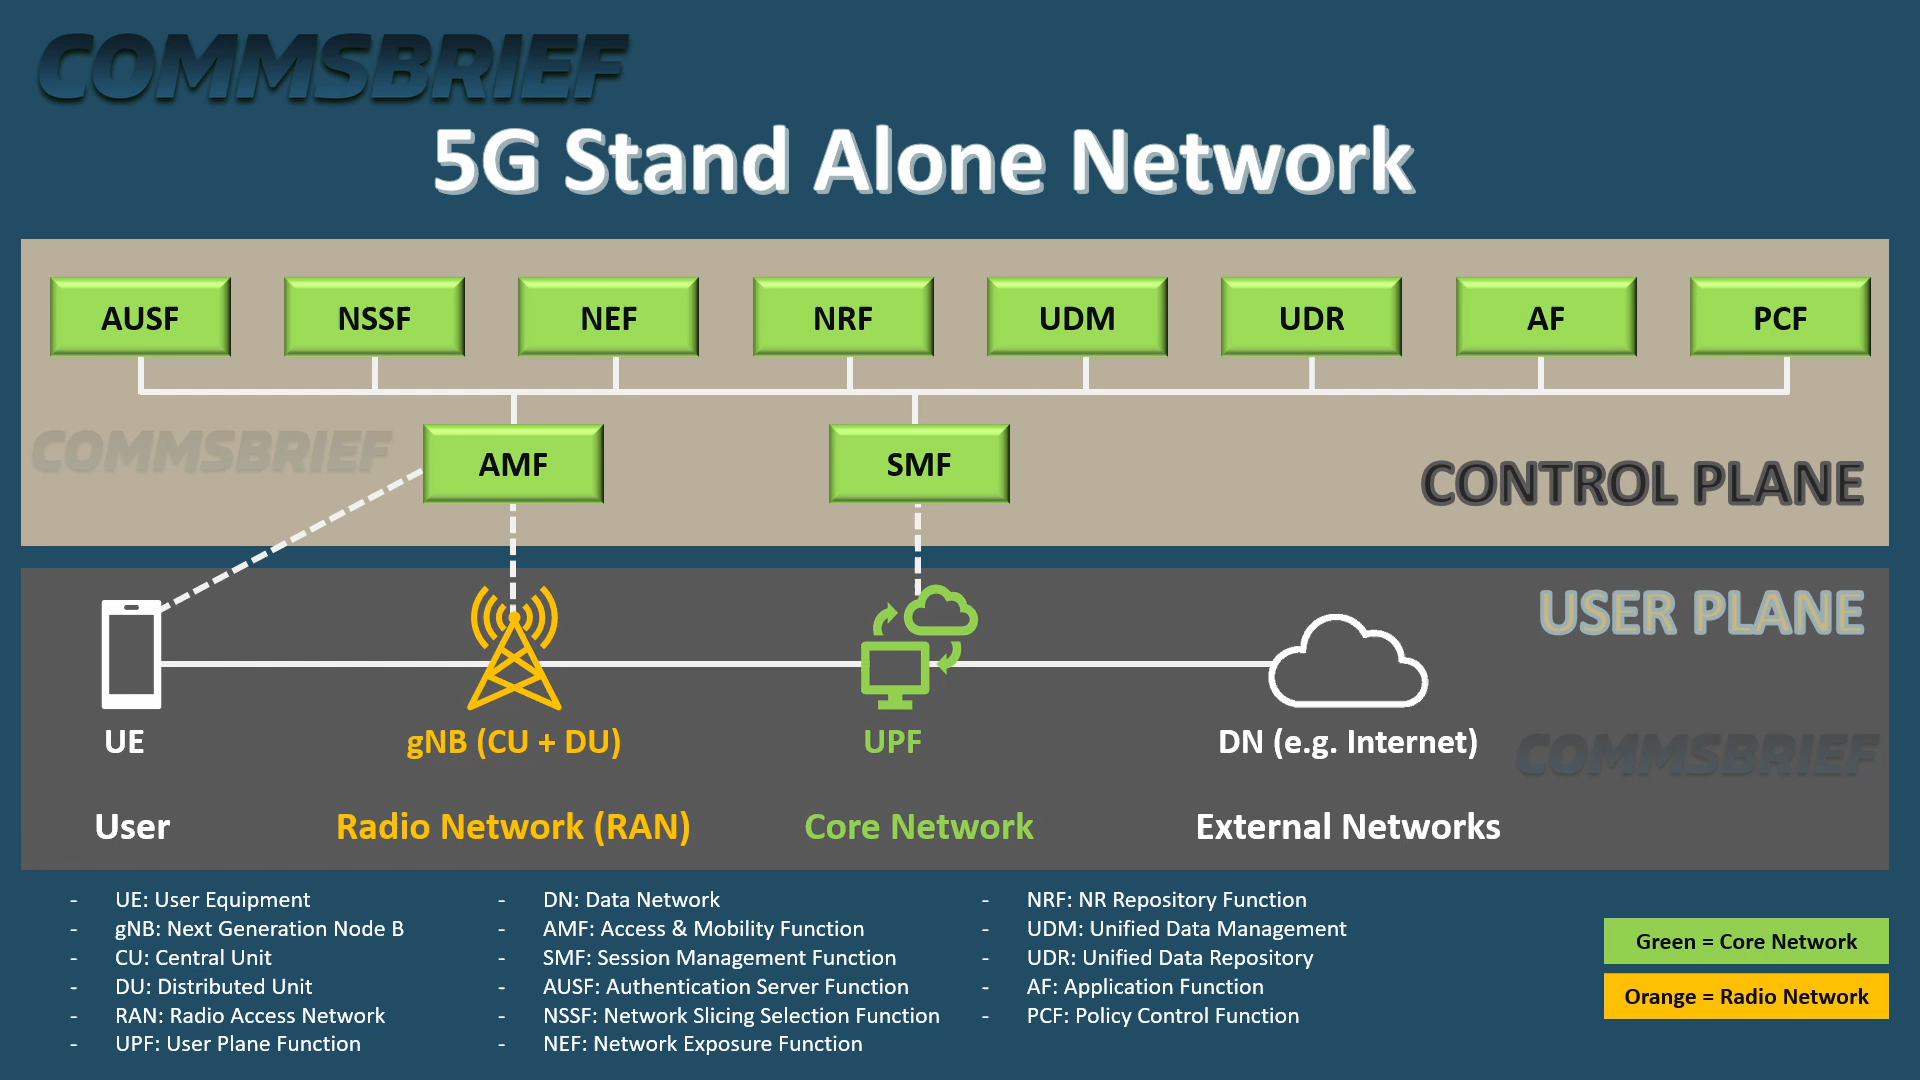 COMMSBRIEF
5G Stand Alone Network
AUSF
NSSF
NEF
NRF
UDM
UDR
AF
PCF
COMMSBRIEF
AMF
SMF
CONTROL PLANE
USER PLANE
UE
gNB (CU + DU)
UPF
DN (e.g. Internet)
COMMSBRIEF
User
Radio Network (RAN)
Core Network
External Networks
- UE: User Equipment
- gNB: Next Generation Node B
- CU: Central Unit
- DU: Distributed Unit
- RAN: Radio Access Network
- UPF: User Plane Function
- DN: Data Network
- AMF: Access & Mobility Function
- SMF: Session Management Function
- AUSF: Authentication Server Function
- NSSF: Network Slicing Selection Function
- NEF: Network Exposure Function
- NRF: NR Repository Function
- UDM: Unified Data Management
- UDR: Unified Data Repository
- AF: Application Function
- PCF: Policy Control Function
Green = Core Network
Orange = Radio Network